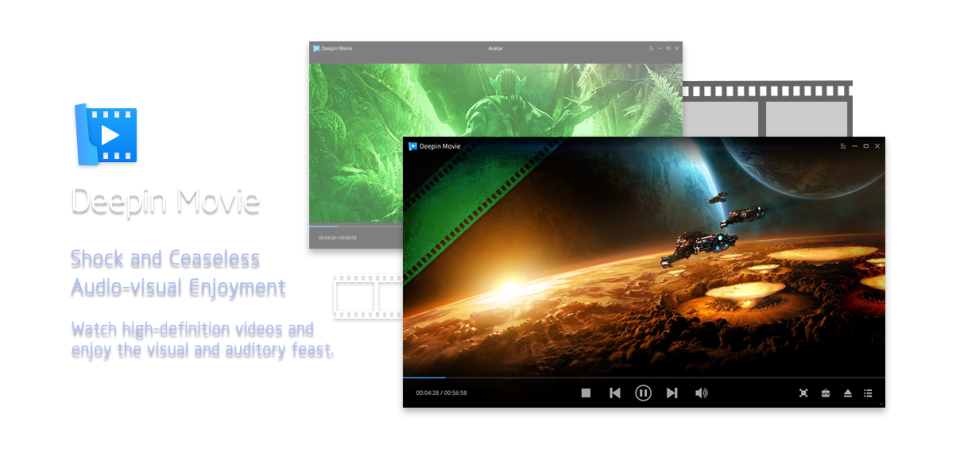 Deepin Movie
Avatar
Deepin Movie
Deepin Movie
Shock and Ceaseless
Audio-visual Enjoyment
00:04:28 / 00:56:58
Watch high-definition videos and
enjoy the visual and auditory feast.
00:04:28 / 00:56:58